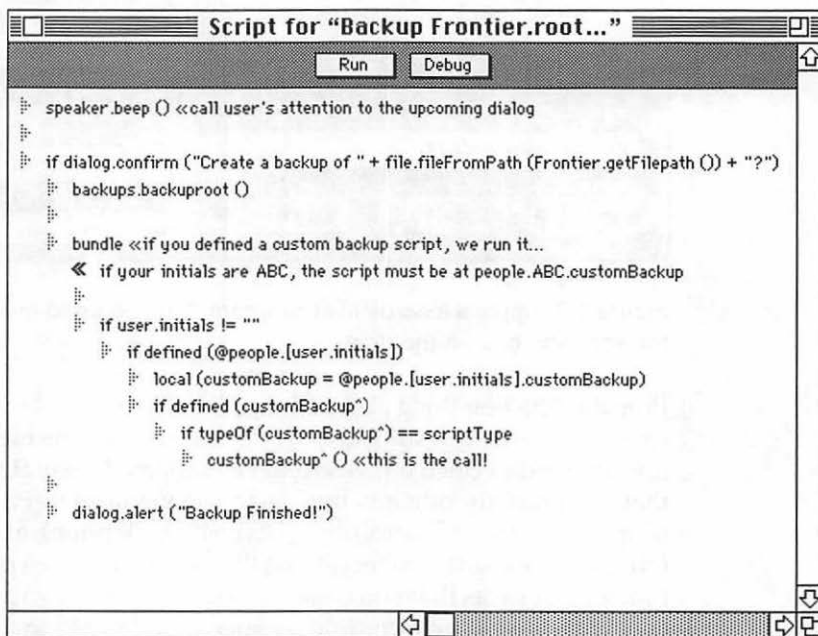 Script for “Backup Frontier.root...”
Run Debug
speaker.beep () «call user's attention to the upcoming dialog
if dialog.confirm ("Create a backup of " + file.fileFromPath (Frontier.getFilepath ()) + "?")
backups.backuproot ()
bundle «if you defined a custom backup script, we run it...
« if your initials are ABC, the script must be at people.ABC.customBackup
if user.initials != ""
if defined (@people.[user.initials])
local (customBackup = @people.[user.initials].customBackup)
if defined (customBackup^)
if typeOf (customBackup^) == scriptType
customBackup^ () «this is the call!
dialog.alert ("Backup Finished!")